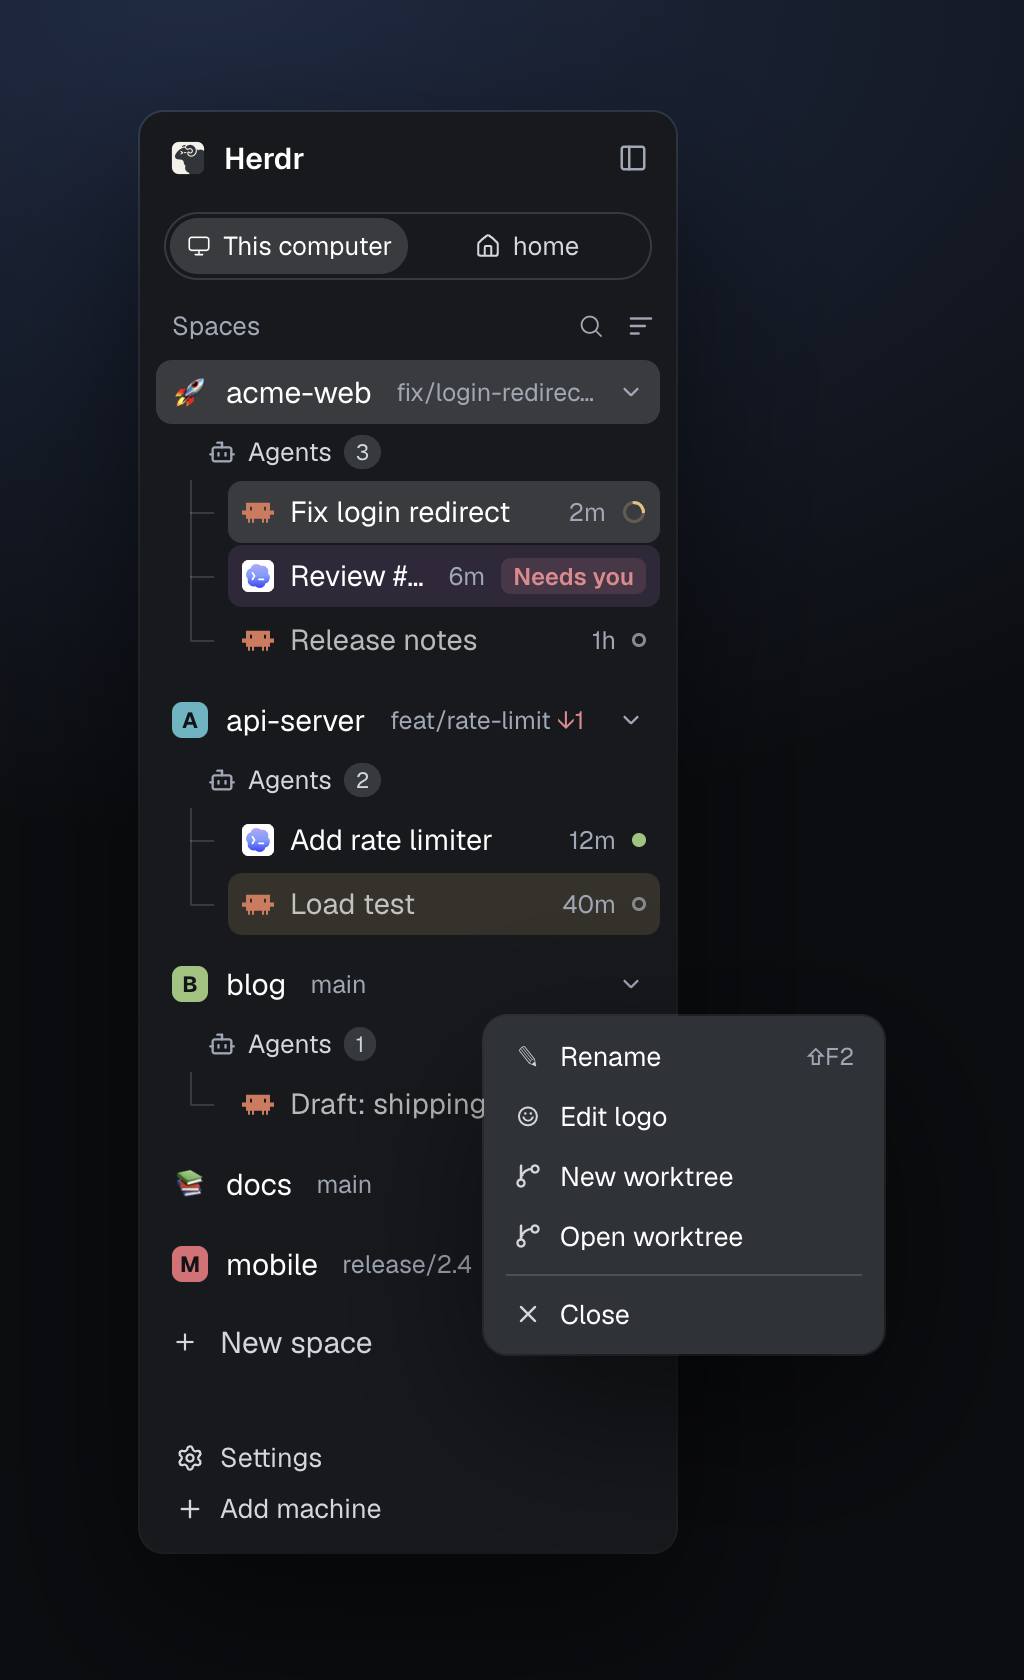 Herdr
This computer
home
Spaces
acme-web fix/login-redirec...
Agents 3
Fix login redirect 2m
Review #... 6m Needs you
Release notes 1h
A api-server feat/rate-limit ↓1
Agents 2
Add rate limiter 12m
Load test 40m
B blog main
Agents 1
Draft: shipping
docs main
M mobile release/2.4
New space
Rename ⇧F2
Edit logo
New worktree
Open worktree
Close
Settings
Add machine